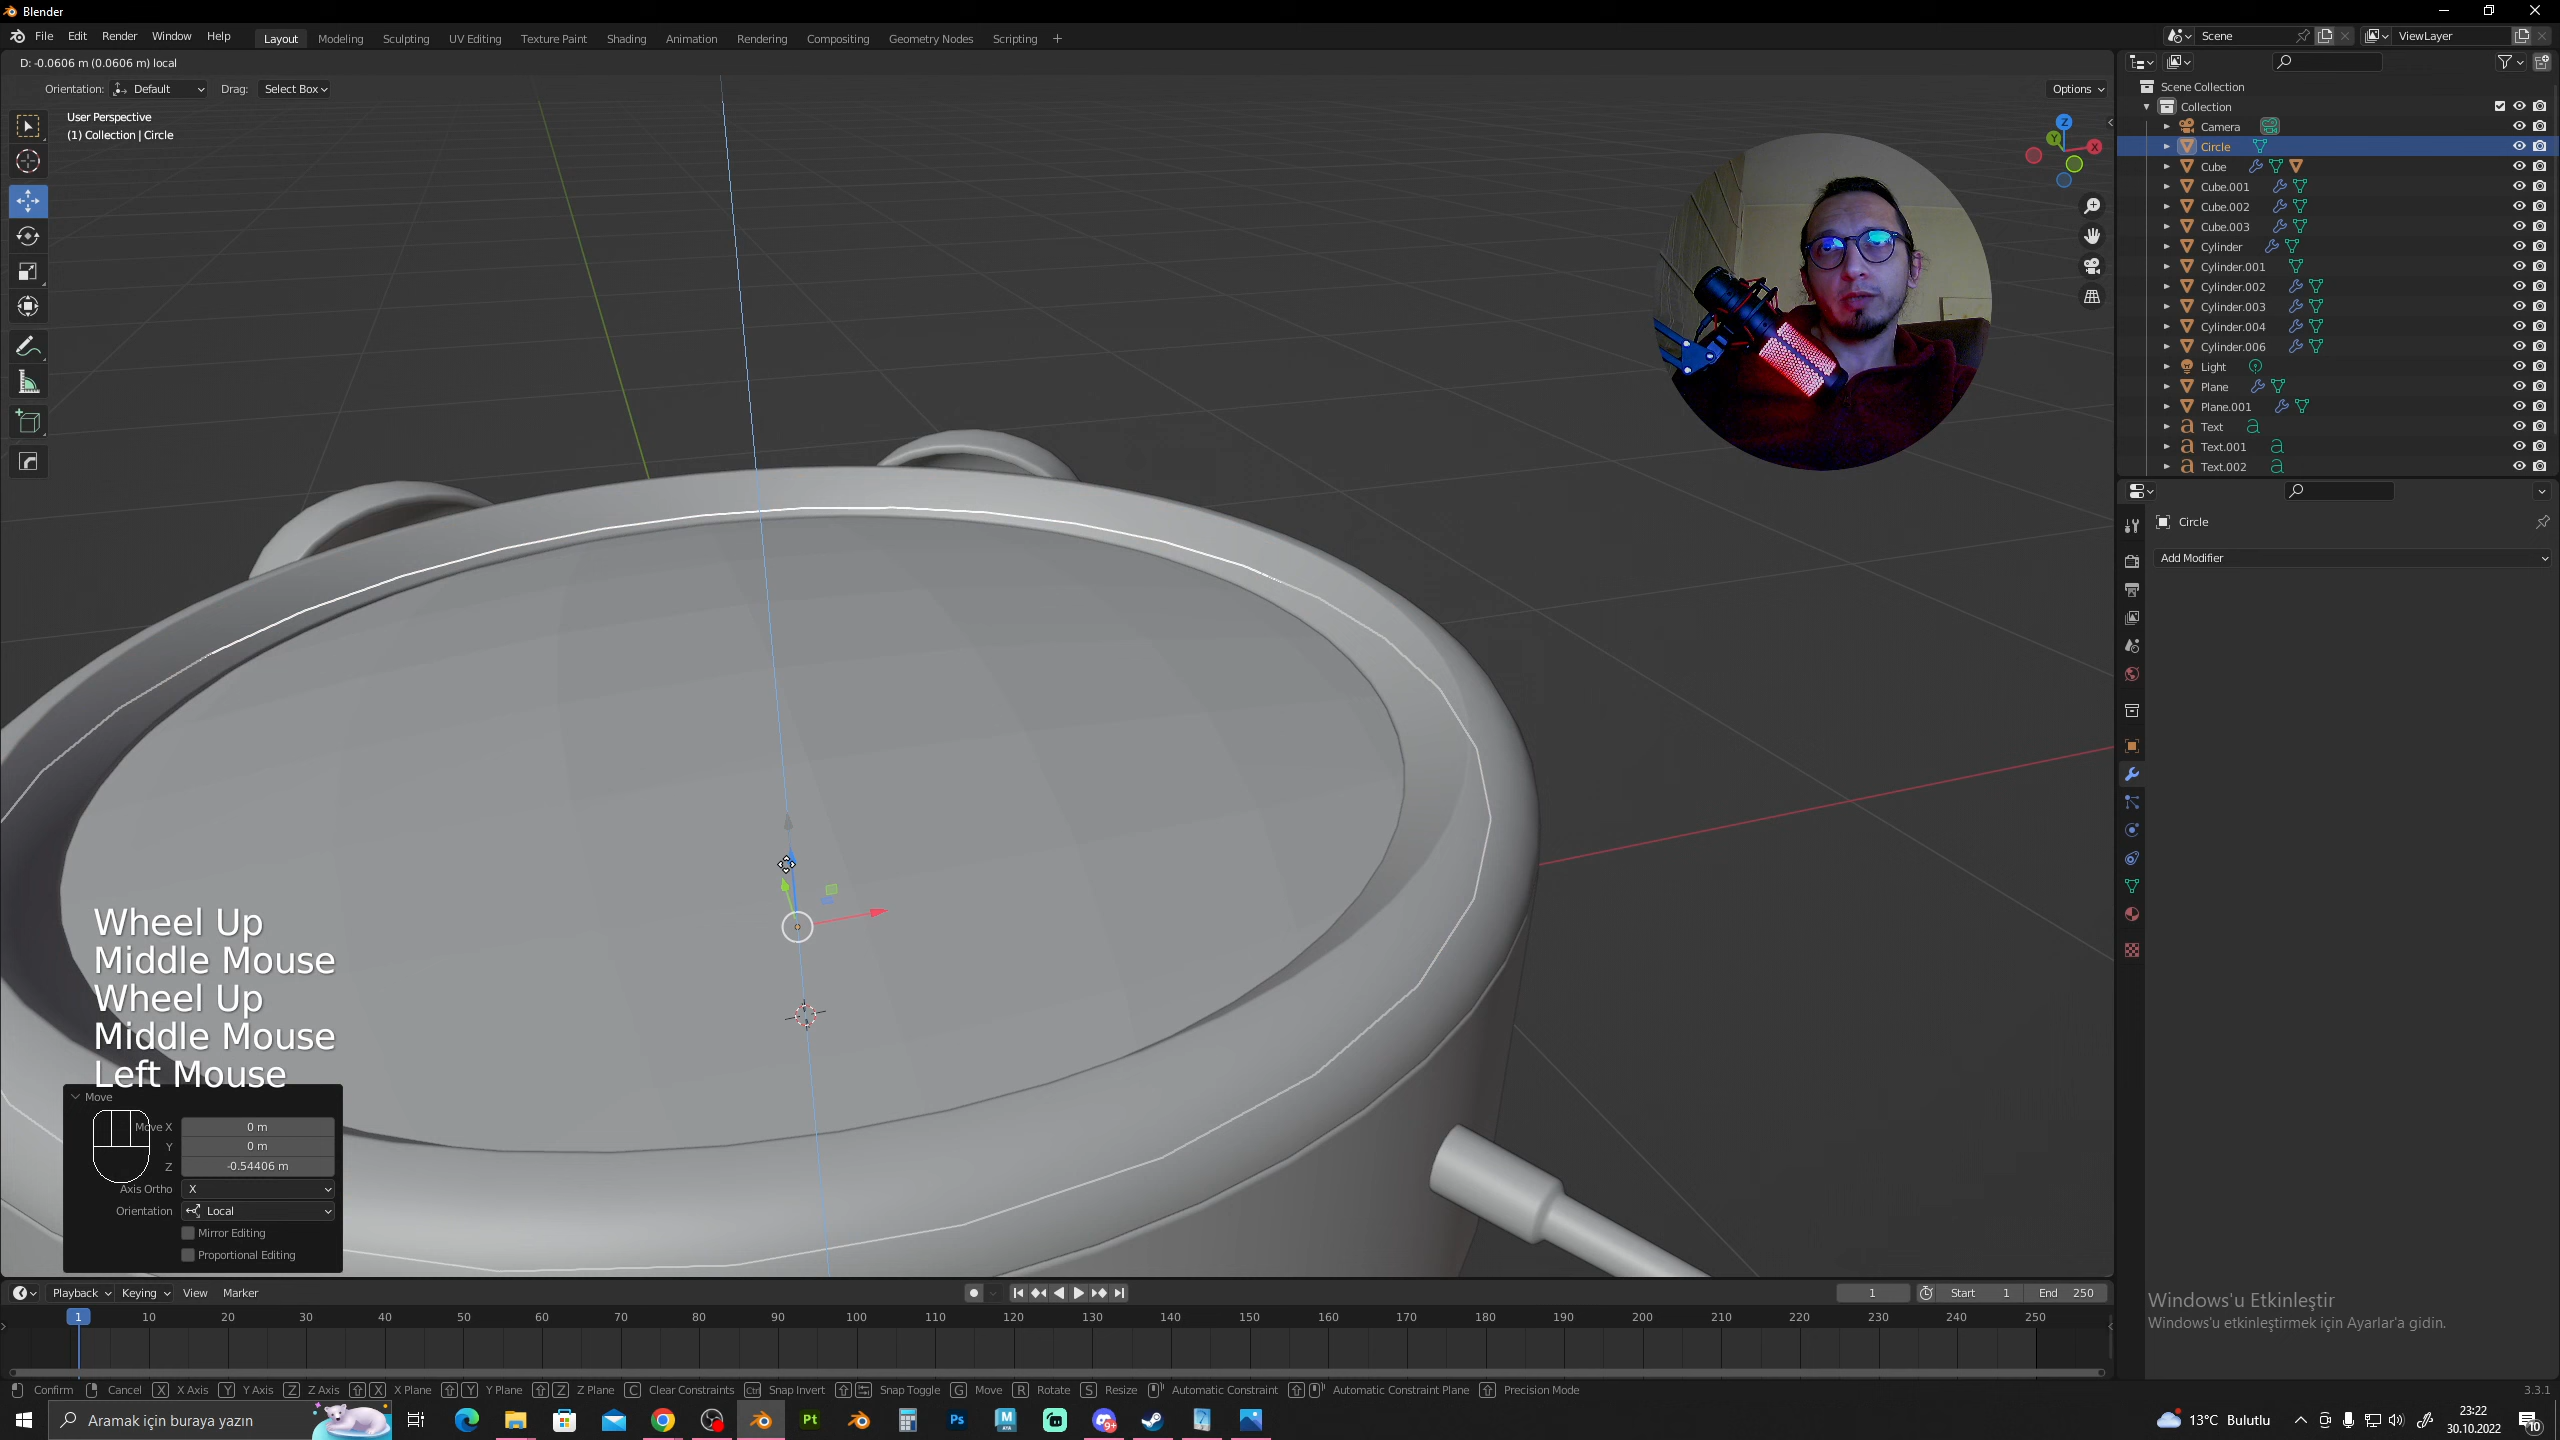 Blender
File Edit Render Window Help
Layout Modeling Sculpting UV Editing Texture Paint Shading Animation Rendering Compositing Geometry Nodes Scripting +
Scene
ViewLayer
D: -0.0606 m (0.0606 m) local
Orientation: Default Drag: Select Box
Options
User Perspective
(1) Collection | Circle
Z
Y
X
Scene Collection
Collection
Camera
Circle
Cube
Cube.001
Cube.002
Cube.003
Cylinder
Cylinder.001
Cylinder.002
Cylinder.003
Cylinder.004
Cylinder.006
Light
Plane
Plane.001
Text
Text.001
Text.002
Circle
Add Modifier
Wheel Up
Middle Mouse
Wheel Up
Middle Mouse
Left Mouse
Move
Move X 0 m
Y 0 m
Z -0.54406 m
Axis Ortho X
Orientation Local
Mirror Editing
Proportional Editing
Windows'u Etkinleştir
Windows'u etkinleştirmek için Ayarlar'a gidin.
Playback Keying View Marker
1
Start 1
End 250
1 10 20 30 40 50 60 70 80 90 100 110 120 130 140 150 160 170 180 190 200 210 220 230 240 250
Confirm Cancel X X Axis Y Y Axis Z Z Axis X X Plane Y Y Plane Z Z Plane C Clear Constraints Ctrl Snap Invert Snap Toggle G Move R Rotate S Resize Automatic Constraint Automatic Constraint Plane Precision Mode
3.3.1
Aramak için buraya yazın
Pt
Ps
M
9+
13°C Bulutlu
23:22
30.10.2022
10